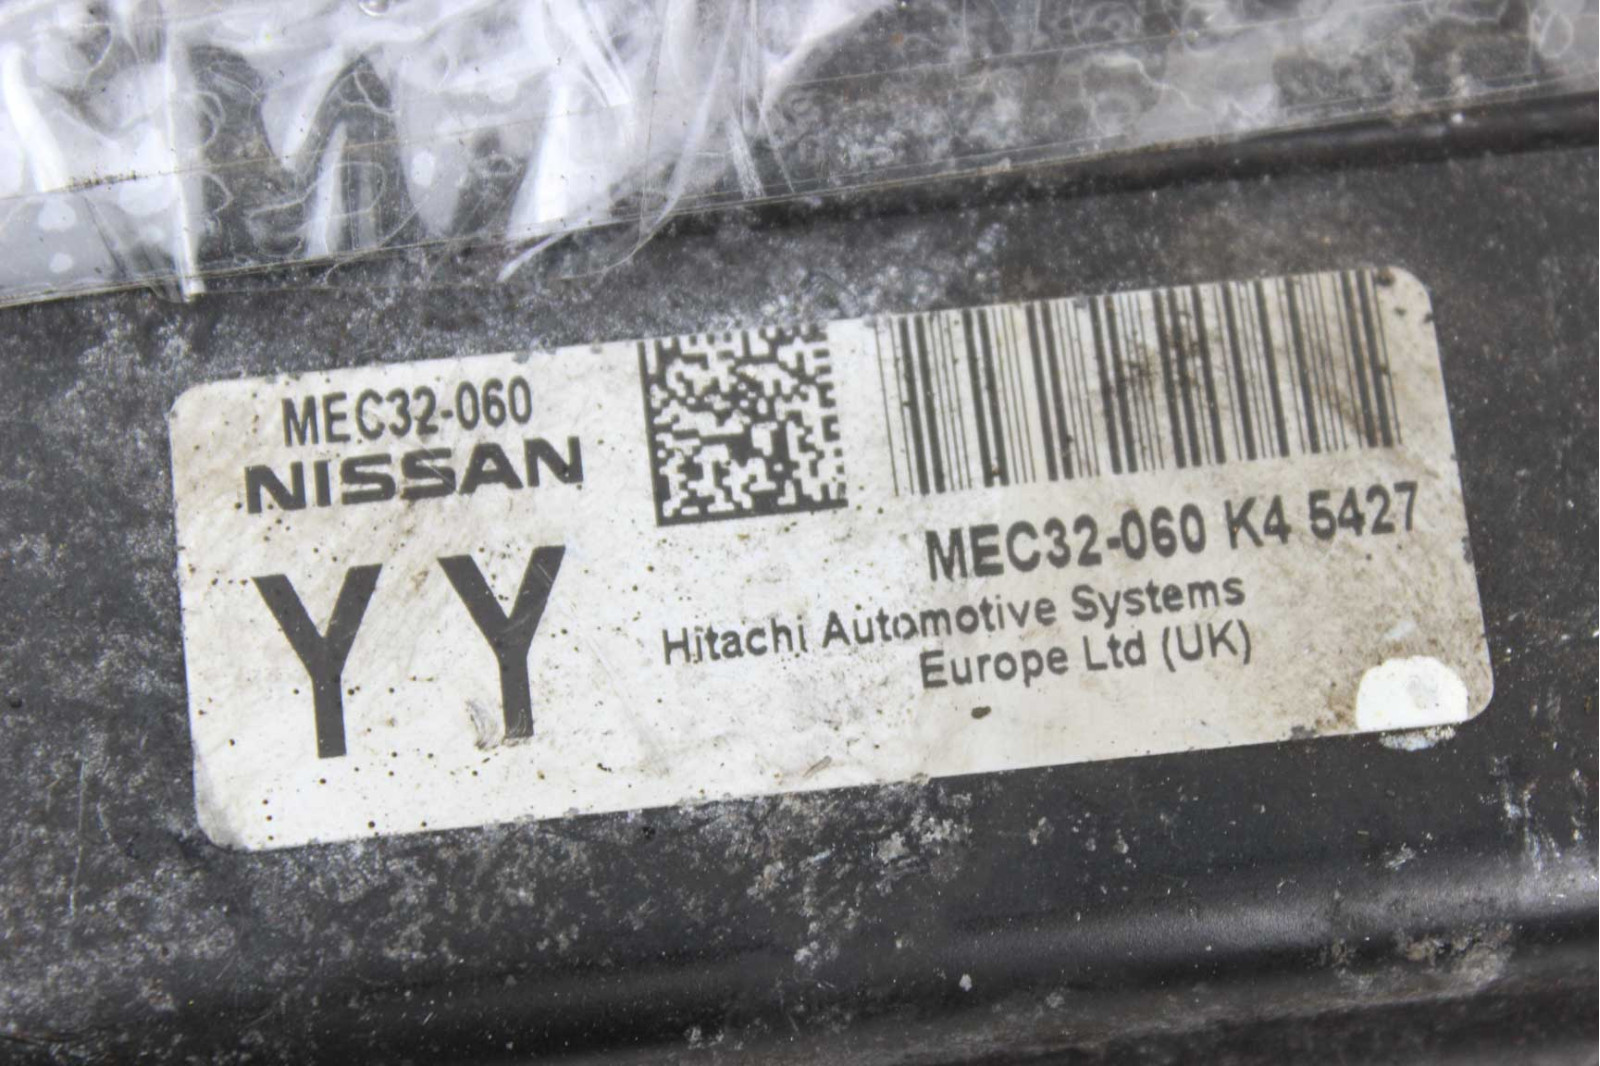 MEC32-060
NISSAN
YY
MEC32-060 K4 5427
Hitachi Automotive Systems
Europe Ltd (UK)